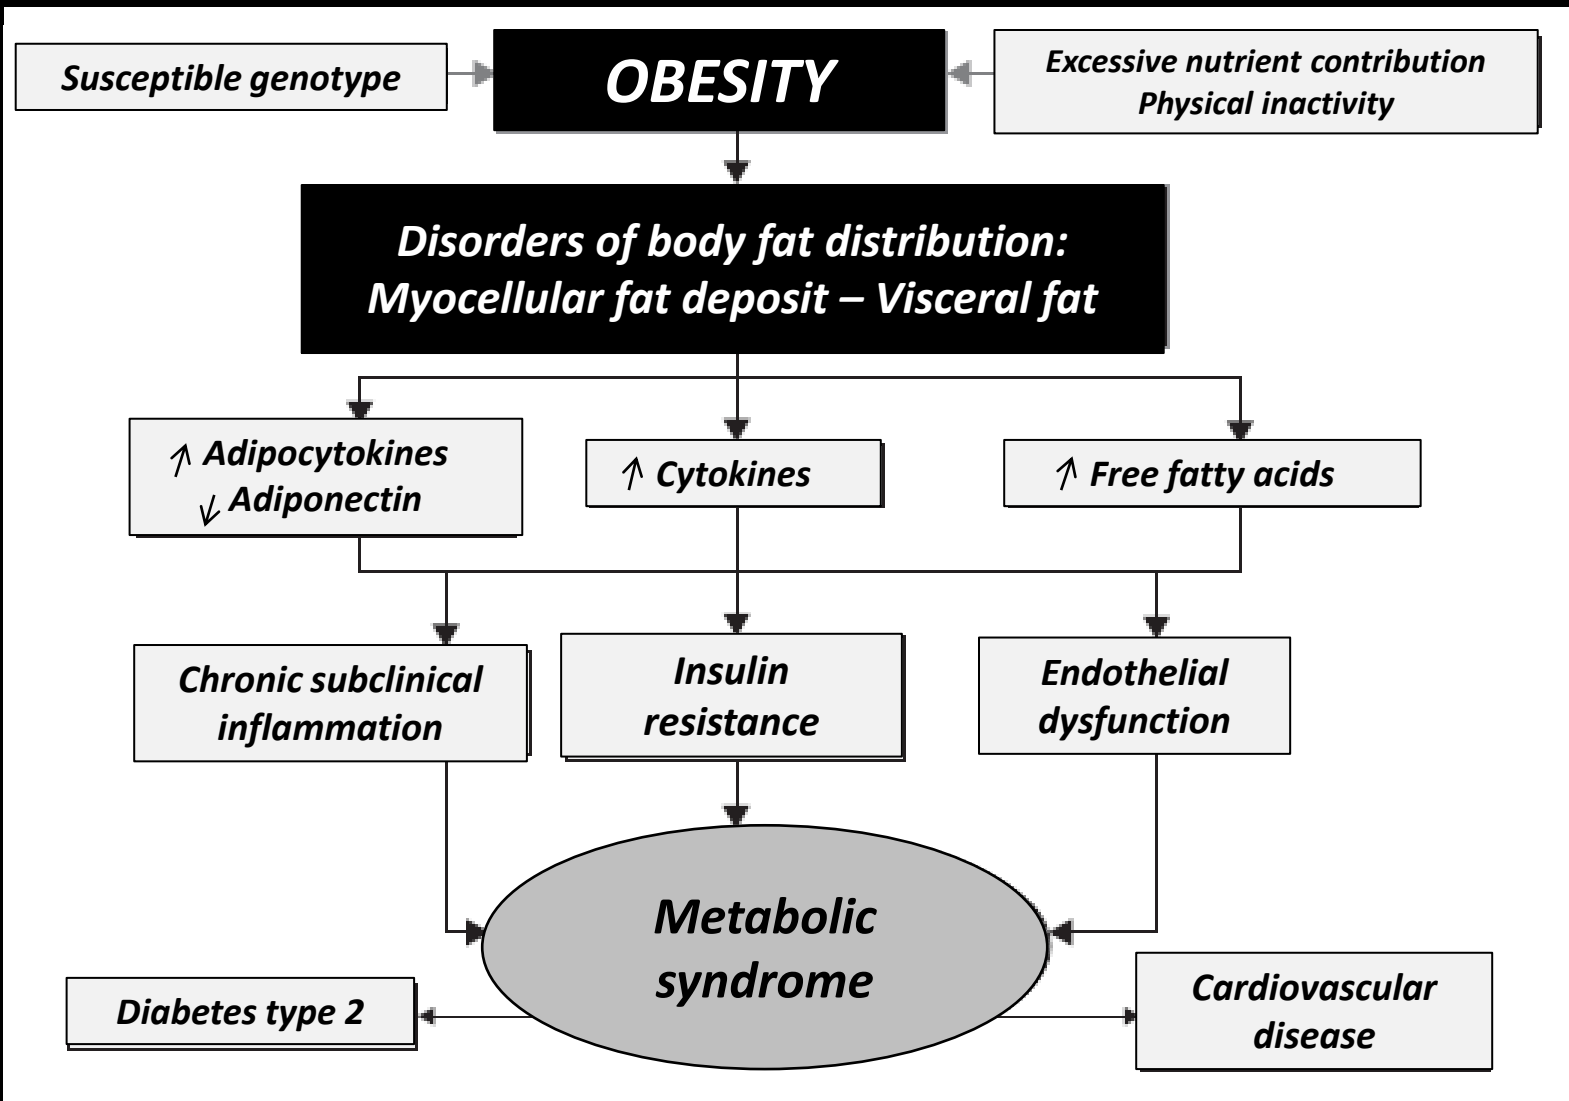 Susceptible genotype
OBESITY
Excessive nutrient contribution
Physical inactivity
Disorders of body fat distribution:
Myocellular fat deposit – Visceral fat
↑ Adipocytokines
↓ Adiponectin
↑ Cytokines
↑ Free fatty acids
Chronic subclinical
inflammation
Insulin
resistance
Endothelial
dysfunction
Metabolic
syndrome
Diabetes type 2
Cardiovascular
disease